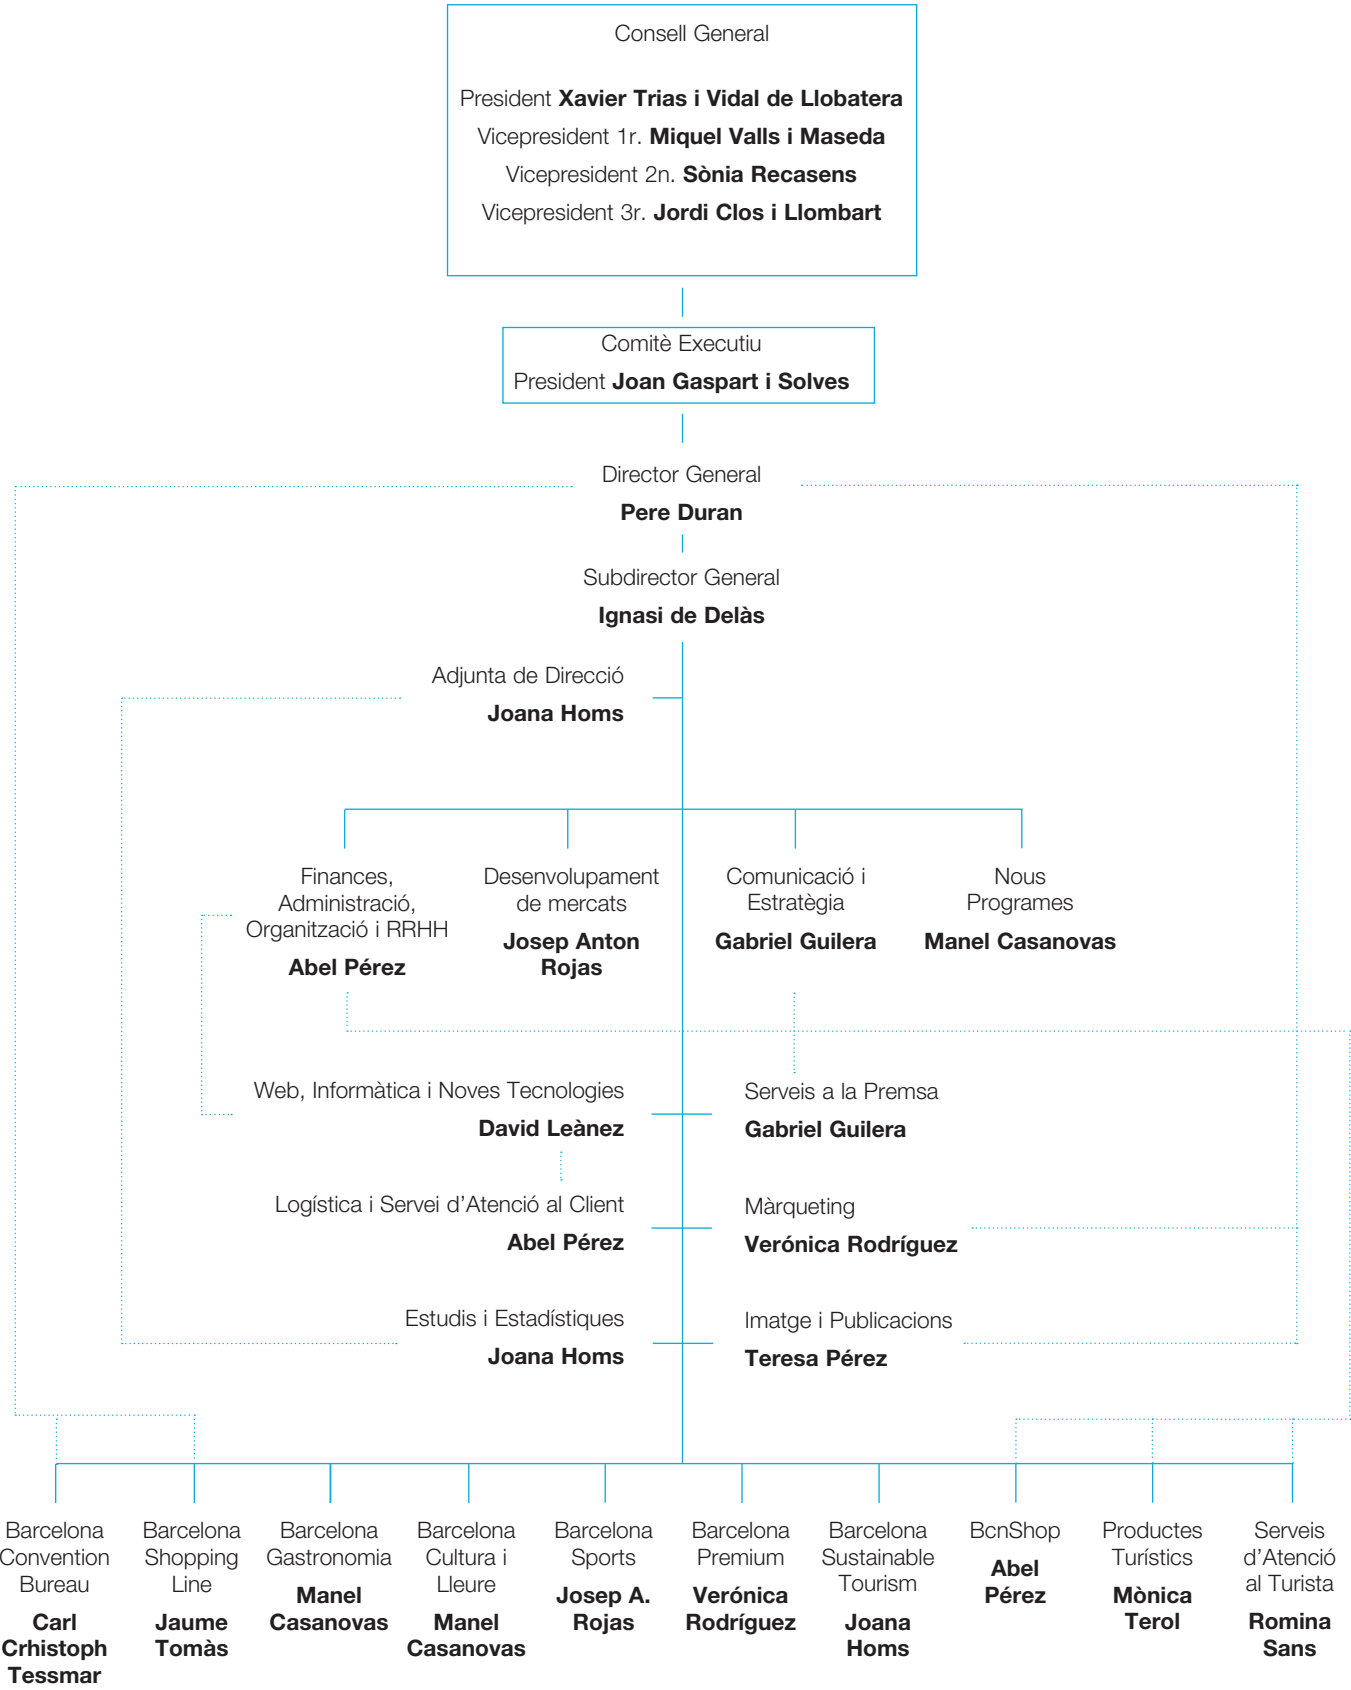 Consell General
President Xavier Trias i Vidal de Llobatera
Vicepresident 1r. Miquel Valls i Maseda
Vicepresident 2n. Sònia Recasens
Vicepresident 3r. Jordi Clos i Llombart
Comitè Executiu
President Joan Gaspart i Solves
Director General
Pere Duran
Subdirector General
Ignasi de Delàs
Adjunta de Direcció
Joana Homs
Finances,
Administració,
Organització i RRHH
Abel Pérez
Desenvolupament
de mercats
Josep Anton
Rojas
Comunicació i
Estratègia
Gabriel Guilera
Nous
Programes
Manel Casanovas
Web, Informàtica i Noves Tecnologies
David Leànez
Serveis a la Premsa
Gabriel Guilera
Logística i Servei d’Atenció al Client
Abel Pérez
Màrqueting
Verónica Rodríguez
Estudis i Estadístiques
Joana Homs
Imatge i Publicacions
Teresa Pérez
Barcelona
Convention
Bureau
Carl
Crhistoph
Tessmar
Barcelona
Shopping
Line
Jaume
Tomàs
Barcelona
Gastronomia
Manel
Casanovas
Barcelona
Cultura i
Lleure
Manel
Casanovas
Barcelona
Sports
Josep A.
Rojas
Barcelona
Premium
Verónica
Rodríguez
Barcelona
Sustainable
Tourism
Joana
Homs
BcnShop
Abel
Pérez
Productes
Turístics
Mònica
Terol
Serveis
d’Atenció
al Turista
Romina
Sans